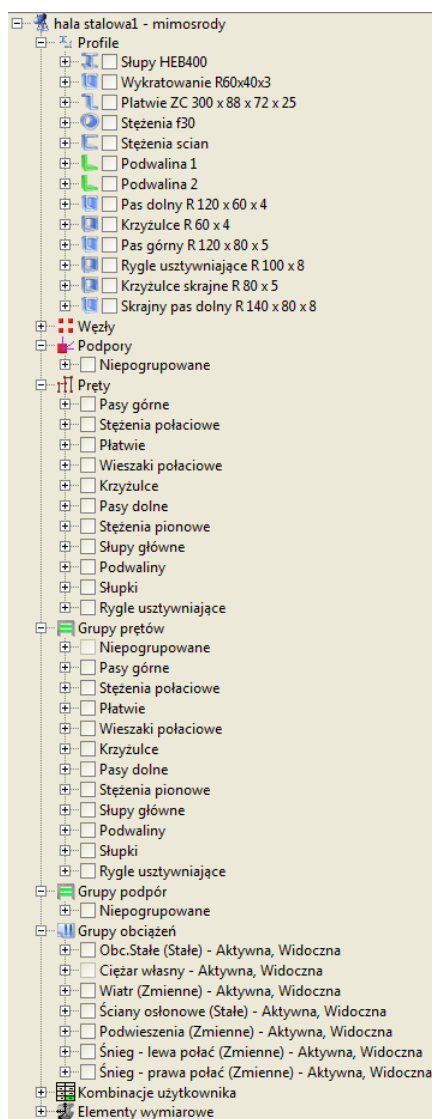 hala stalowa1 - mimosrody
Profile
Słupy HEB400
Wykratowanie R60x40x3
Platwie ZC 300 x 88 x 72 x 25
Stężenia f30
Stężenia scian
Podwalina 1
Podwalina 2
Pas dolny R 120 x 60 x 4
Krzyżulce R 60 x 4
Pas górny R 120 x 80 x 5
Rygle usztywniające R 100 x 8
Krzyżulce skrajne R 80 x 5
Skrajny pas dolny R 140 x 80 x 8
Węzły
Podpory
Niepogrupowane
Pręty
Pasy górne
Stężenia połaciowe
Płatwie
Wieszaki połaciowe
Krzyżulce
Pasy dolne
Stężenia pionowe
Słupy główne
Podwaliny
Słupki
Rygle usztywniające
Grupy prętów
Niepogrupowane
Pasy górne
Stężenia połaciowe
Płatwie
Wieszaki połaciowe
Krzyżulce
Pasy dolne
Stężenia pionowe
Słupy główne
Podwaliny
Słupki
Rygle usztywniające
Grupy podpór
Niepogrupowane
Grupy obciążeń
Obc.Stałe (Stałe) - Aktywna, Widoczna
Ciężar własny - Aktywna, Widoczna
Wiatr (Zmienne) - Aktywna, Widoczna
Ściany osłonowe (Stałe) - Aktywna, Widoczna
Podwieszenia (Zmienne) - Aktywna, Widoczna
Śnieg - lewa połać (Zmienne) - Aktywna, Widoczna
Śnieg - prawa połać (Zmienne) - Aktywna, Widoczna
Kombinacje użytkownika
Elementy wymiarowe